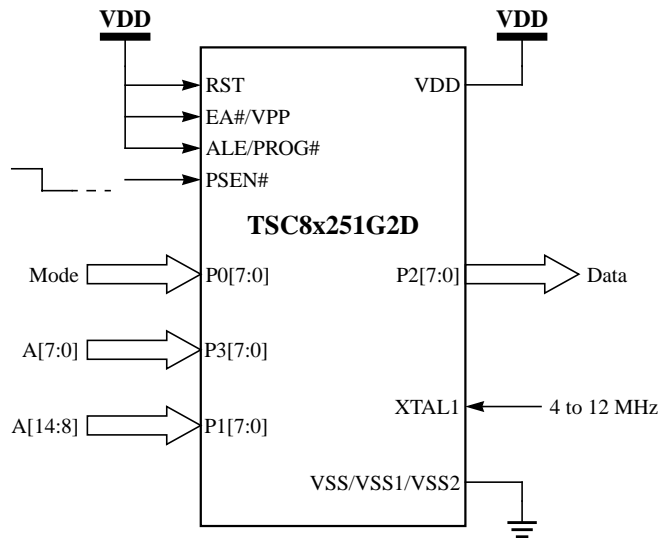 VDD
VDD
RST
VDD
EA#/VPP
ALE/PROG#
PSEN#
TSC8x251G2D
Mode
P0[7:0]
P2[7:0]
Data
A[7:0]
P3[7:0]
XTAL1
4 to 12 MHz
A[14:8]
P1[7:0]
VSS/VSS1/VSS2